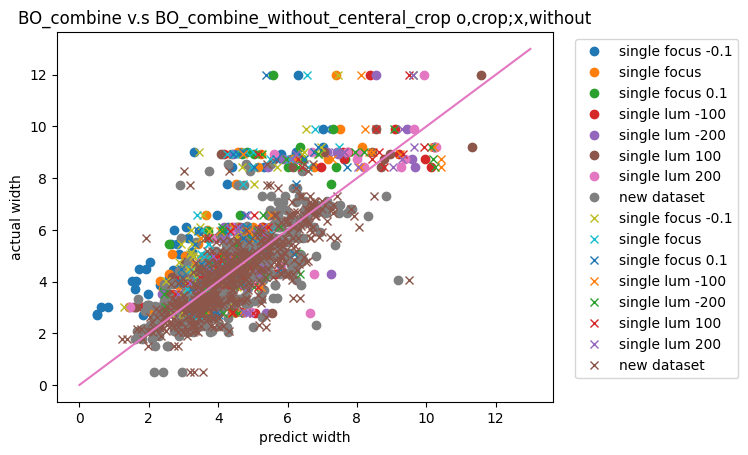 BO_combine v.s BO_combine_without_centeral_crop o,crop;x,without
12
10
8
6
4
2
0
actual width
0 2 4 6 8 10 12
predict width
single focus -0.1
single focus
single focus 0.1
single lum -100
single lum -200
single lum 100
single lum 200
new dataset
single focus -0.1
single focus
single focus 0.1
single lum -100
single lum -200
single lum 100
single lum 200
new dataset